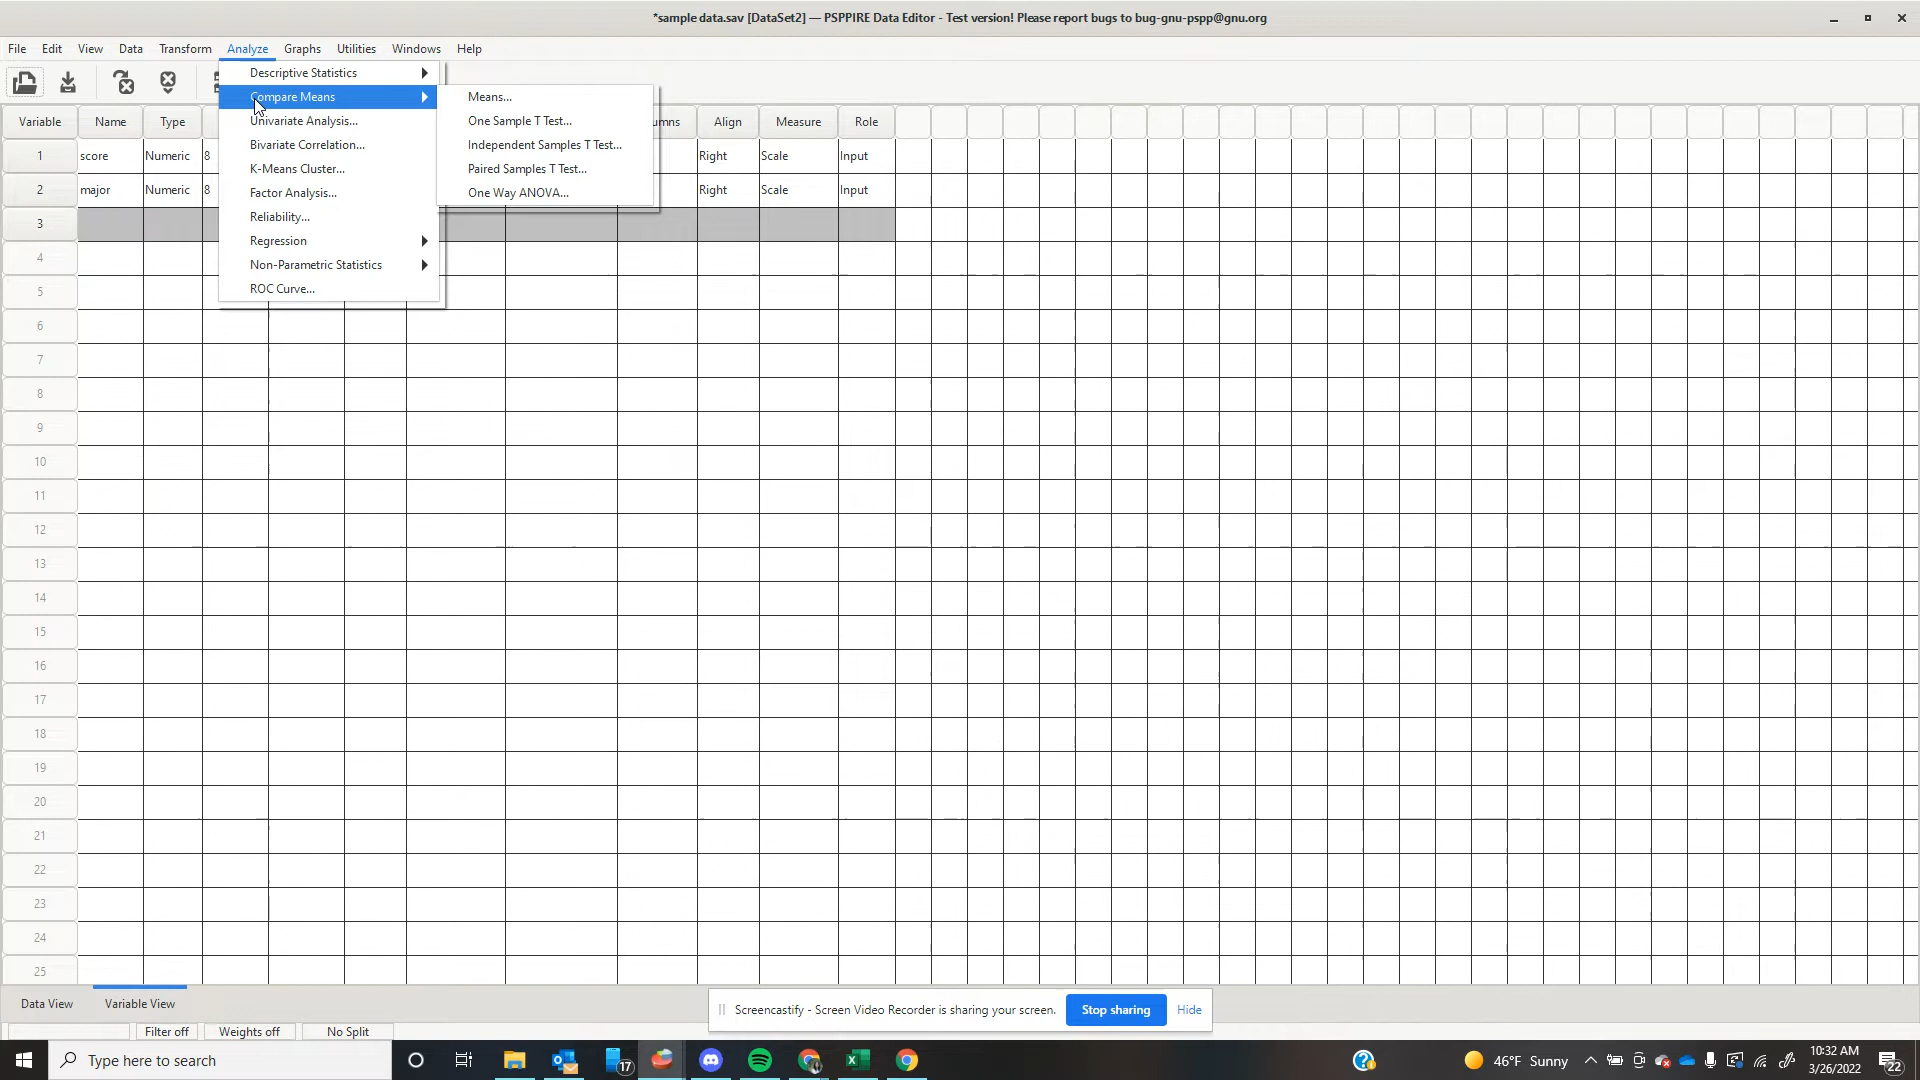 *sample data.sav [DataSet2] — PSPPIRE Data Editor - Test version! Please report bugs to bug-gnu-pspp@gnu.org
File Edit View Data Transform Analyze Graphs Utilities Windows Help
Descriptive Statistics
Compare Means
Univariate Analysis...
Bivariate Correlation...
K-Means Cluster...
Factor Analysis...
Reliability...
Regression
Non-Parametric Statistics
ROC Curve...
Means...
One Sample T Test...
Independent Samples T Test...
Paired Samples T Test...
One Way ANOVA...
Variable Name Type umns Align Measure Role
1 score Numeric 8 Right Scale Input
2 major Numeric 8 Right Scale Input
3
4
5
6
7
8
9
10
11
12
13
14
15
16
17
18
19
20
21
22
23
24
25
Data View Variable View
Screencastify - Screen Video Recorder is sharing your screen. Stop sharing Hide
Filter off Weights off No Split
Type here to search
17
46°F Sunny
10:32 AM
3/26/2022
22